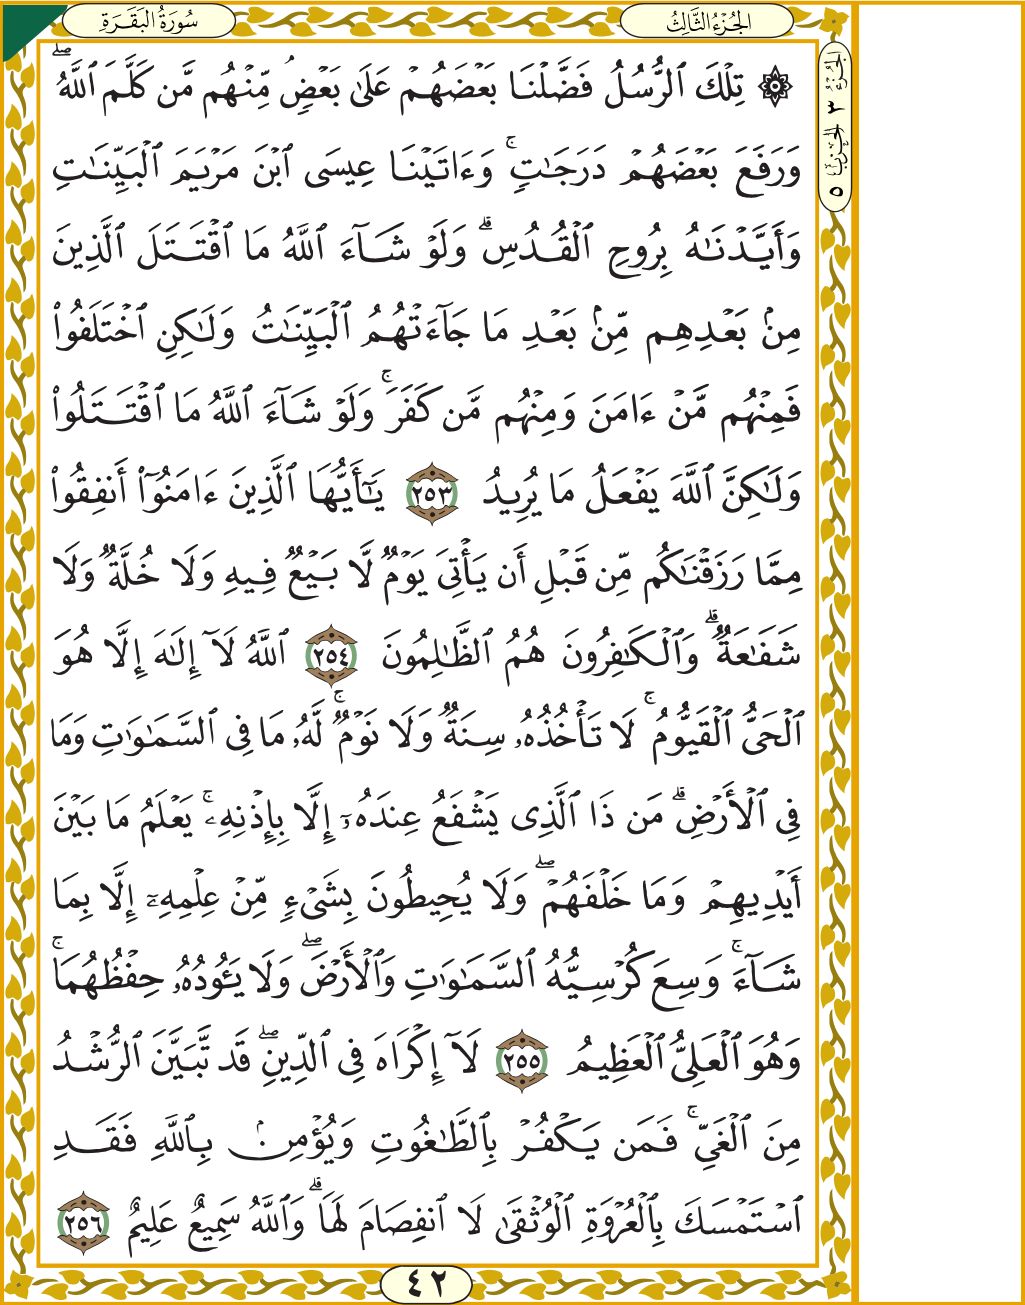 سُورَةُ البَقَرَةِ
الجُزْءُ الثَّالِثُ
الجزء ٣ الحزب ٥
۞ تِلْكَ ٱلرُّسُلُ فَضَّلْنَا بَعْضَهُمْ عَلَىٰ بَعْضٍۢ مِّنْهُم مَّن كَلَّمَ ٱللَّهُۖ
وَرَفَعَ بَعْضَهُمْ دَرَجَٰتٍۚ وَءَاتَيْنَا عِيسَى ٱبْنَ مَرْيَمَ ٱلْبَيِّنَٰتِ
وَأَيَّدْنَٰهُ بِرُوحِ ٱلْقُدُسِۗ وَلَوْ شَآءَ ٱللَّهُ مَا ٱقْتَتَلَ ٱلَّذِينَ
مِنۢ بَعْدِهِم مِّنۢ بَعْدِ مَا جَآءَتْهُمُ ٱلْبَيِّنَٰتُ وَلَٰكِنِ ٱخْتَلَفُوا۟
فَمِنْهُم مَّنْ ءَامَنَ وَمِنْهُم مَّن كَفَرَۚ وَلَوْ شَآءَ ٱللَّهُ مَا ٱقْتَتَلُوا۟
وَلَٰكِنَّ ٱللَّهَ يَفْعَلُ مَا يُرِيدُ ٢٥٣ يَٰٓأَيُّهَا ٱلَّذِينَ ءَامَنُوٓا۟ أَنفِقُوا۟
مِمَّا رَزَقْنَٰكُم مِّن قَبْلِ أَن يَأْتِىَ يَوْمٌ لَّا بَيْعٌ فِيهِ وَلَا خُلَّةٌ وَلَا
شَفَٰعَةٌۗ وَٱلْكَٰفِرُونَ هُمُ ٱلظَّٰلِمُونَ ٢٥٤ ٱللَّهُ لَآ إِلَٰهَ إِلَّا هُوَ
ٱلْحَىُّ ٱلْقَيُّومُۚ لَا تَأْخُذُهُۥ سِنَةٌ وَلَا نَوْمٌۚ لَّهُۥ مَا فِى ٱلسَّمَٰوَٰتِ وَمَا
فِى ٱلْأَرْضِۗ مَن ذَا ٱلَّذِى يَشْفَعُ عِندَهُۥٓ إِلَّا بِإِذْنِهِۦۚ يَعْلَمُ مَا بَيْنَ
أَيْدِيهِمْ وَمَا خَلْفَهُمْۖ وَلَا يُحِيطُونَ بِشَىْءٍ مِّنْ عِلْمِهِۦٓ إِلَّا بِمَا
شَآءَۚ وَسِعَ كُرْسِيُّهُ ٱلسَّمَٰوَٰتِ وَٱلْأَرْضَۖ وَلَا يَـُٔودُهُۥ حِفْظُهُمَاۚ
وَهُوَ ٱلْعَلِىُّ ٱلْعَظِيمُ ٢٥٥ لَآ إِكْرَاهَ فِى ٱلدِّينِۖ قَد تَّبَيَّنَ ٱلرُّشْدُ
مِنَ ٱلْغَىِّۚ فَمَن يَكْفُرْ بِٱلطَّٰغُوتِ وَيُؤْمِنۢ بِٱللَّهِ فَقَدِ
ٱسْتَمْسَكَ بِٱلْعُرْوَةِ ٱلْوُثْقَىٰ لَا ٱنفِصَامَ لَهَاۗ وَٱللَّهُ سَمِيعٌ عَلِيمٌ ٢٥٦
٤٢